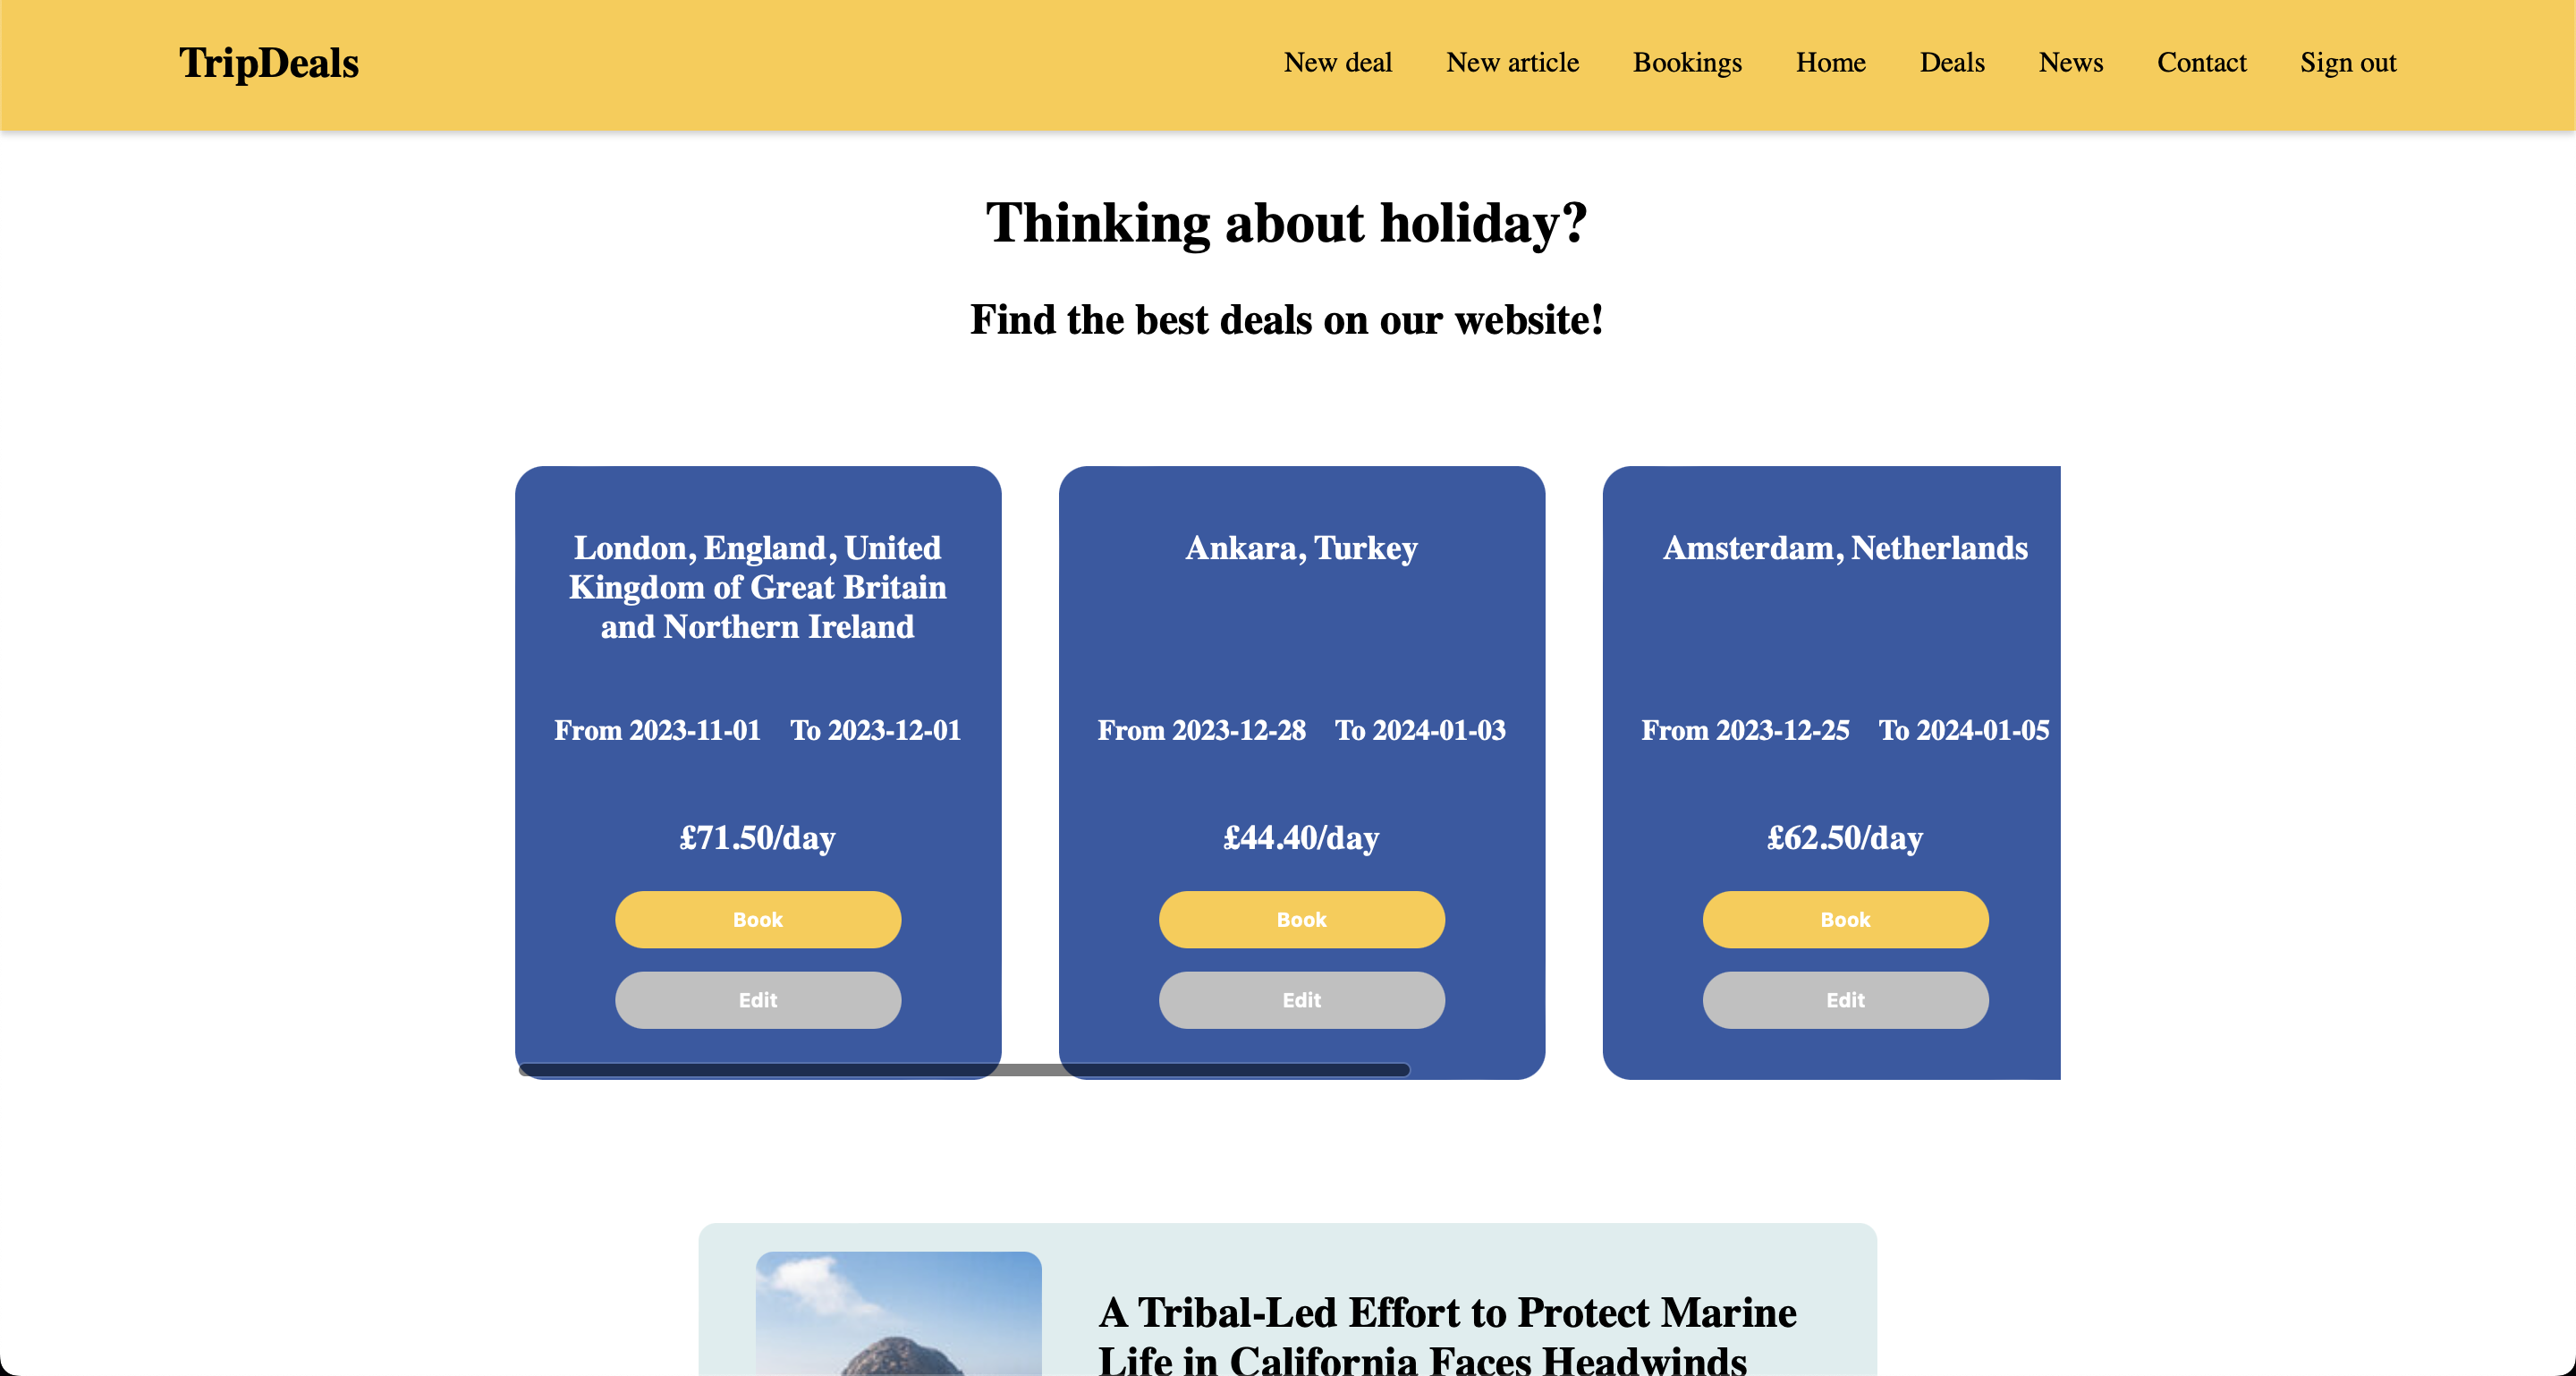 TripDeals
New deal
New article
Bookings
Home
Deals
News
Contact
Sign out
Thinking about holiday?
Find the best deals on our website!
London, England, United
Kingdom of Great Britain
and Northern Ireland
From 2023-11-01
To 2023-12-01
£71.50/day
Book
Edit
Ankara, Turkey
From 2023-12-28
To 2024-01-03
£44.40/day
Book
Edit
Amsterdam, Netherlands
From 2023-12-25
To 2024-01-05
£62.50/day
Book
Edit
A Tribal-Led Effort to Protect Marine
Life in California Faces Headwinds